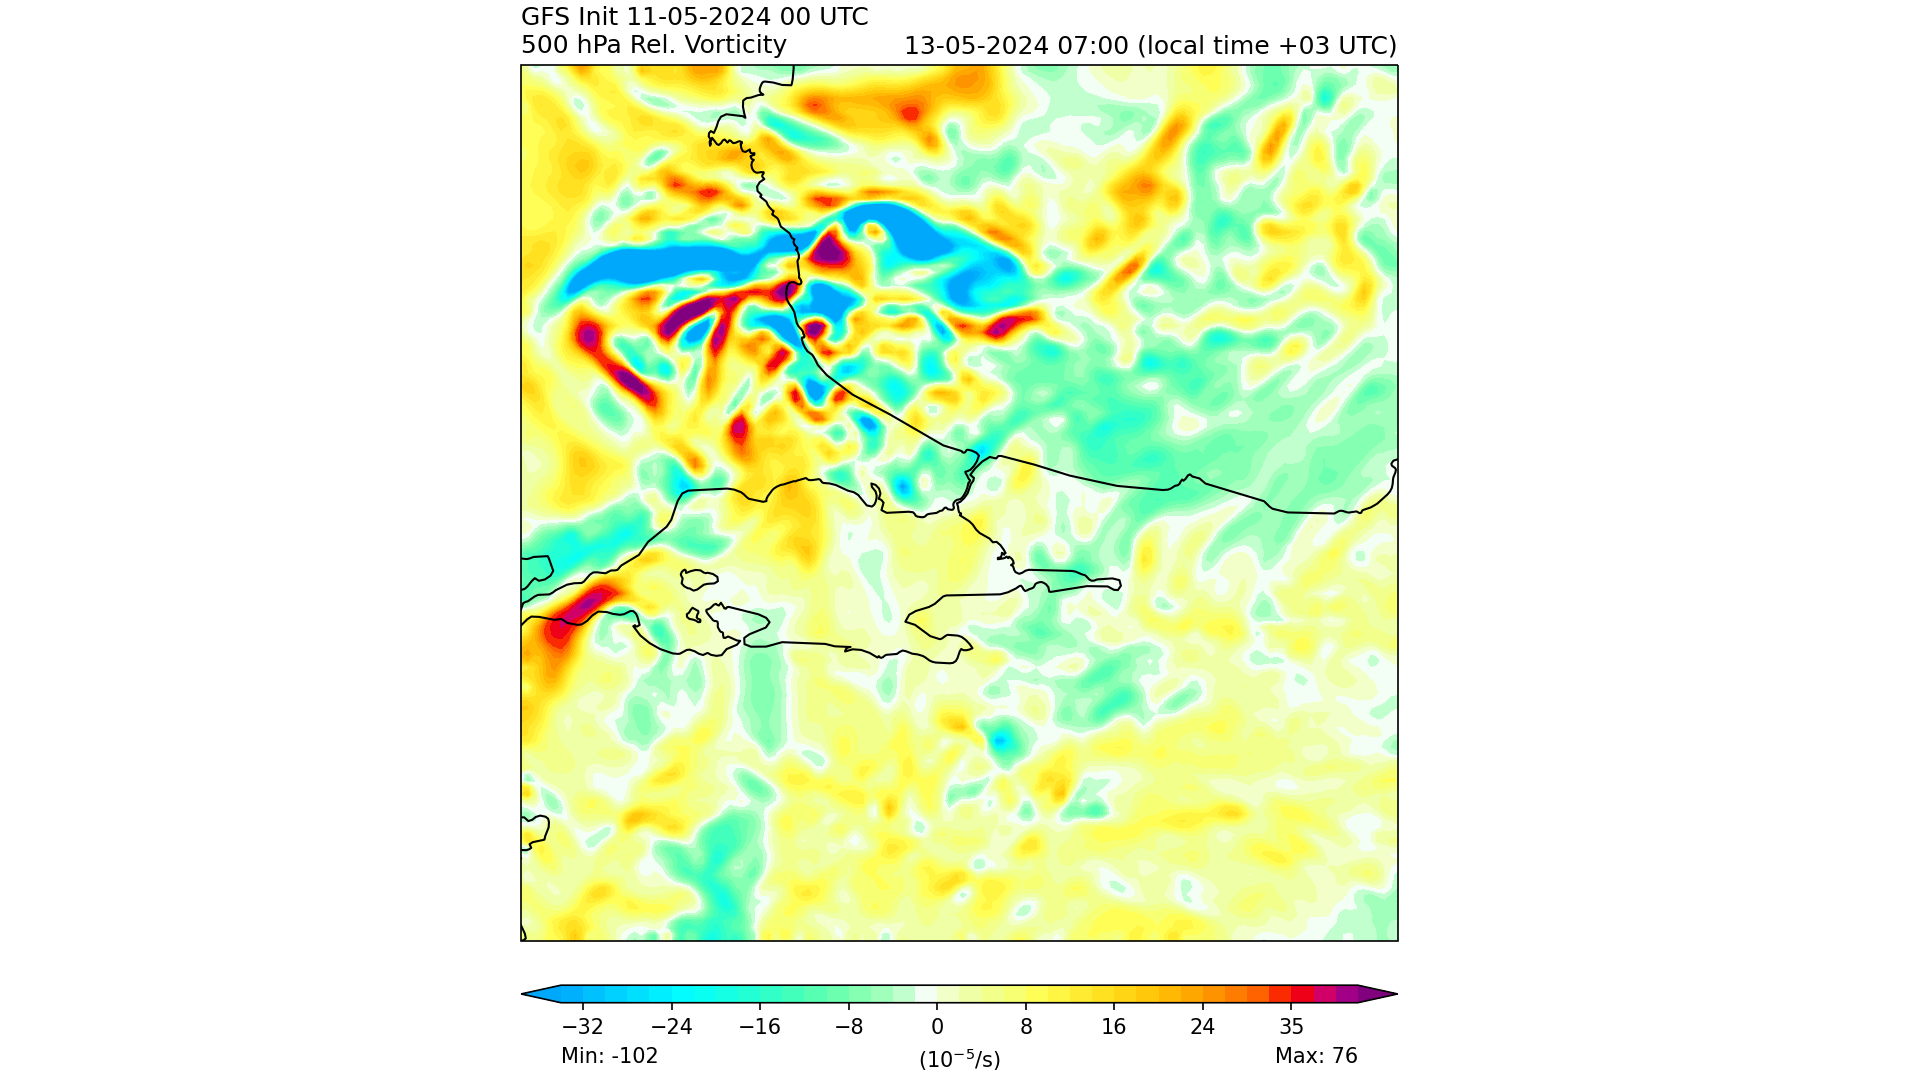 GFS Init 11-05-2024 00 UTC
500 hPa Rel. Vorticity
13-05-2024 07:00 (local time +03 UTC)
−32 −24 −16 −8 0 8 16 24 35
Min: -102 (10⁻⁵/s) Max: 76